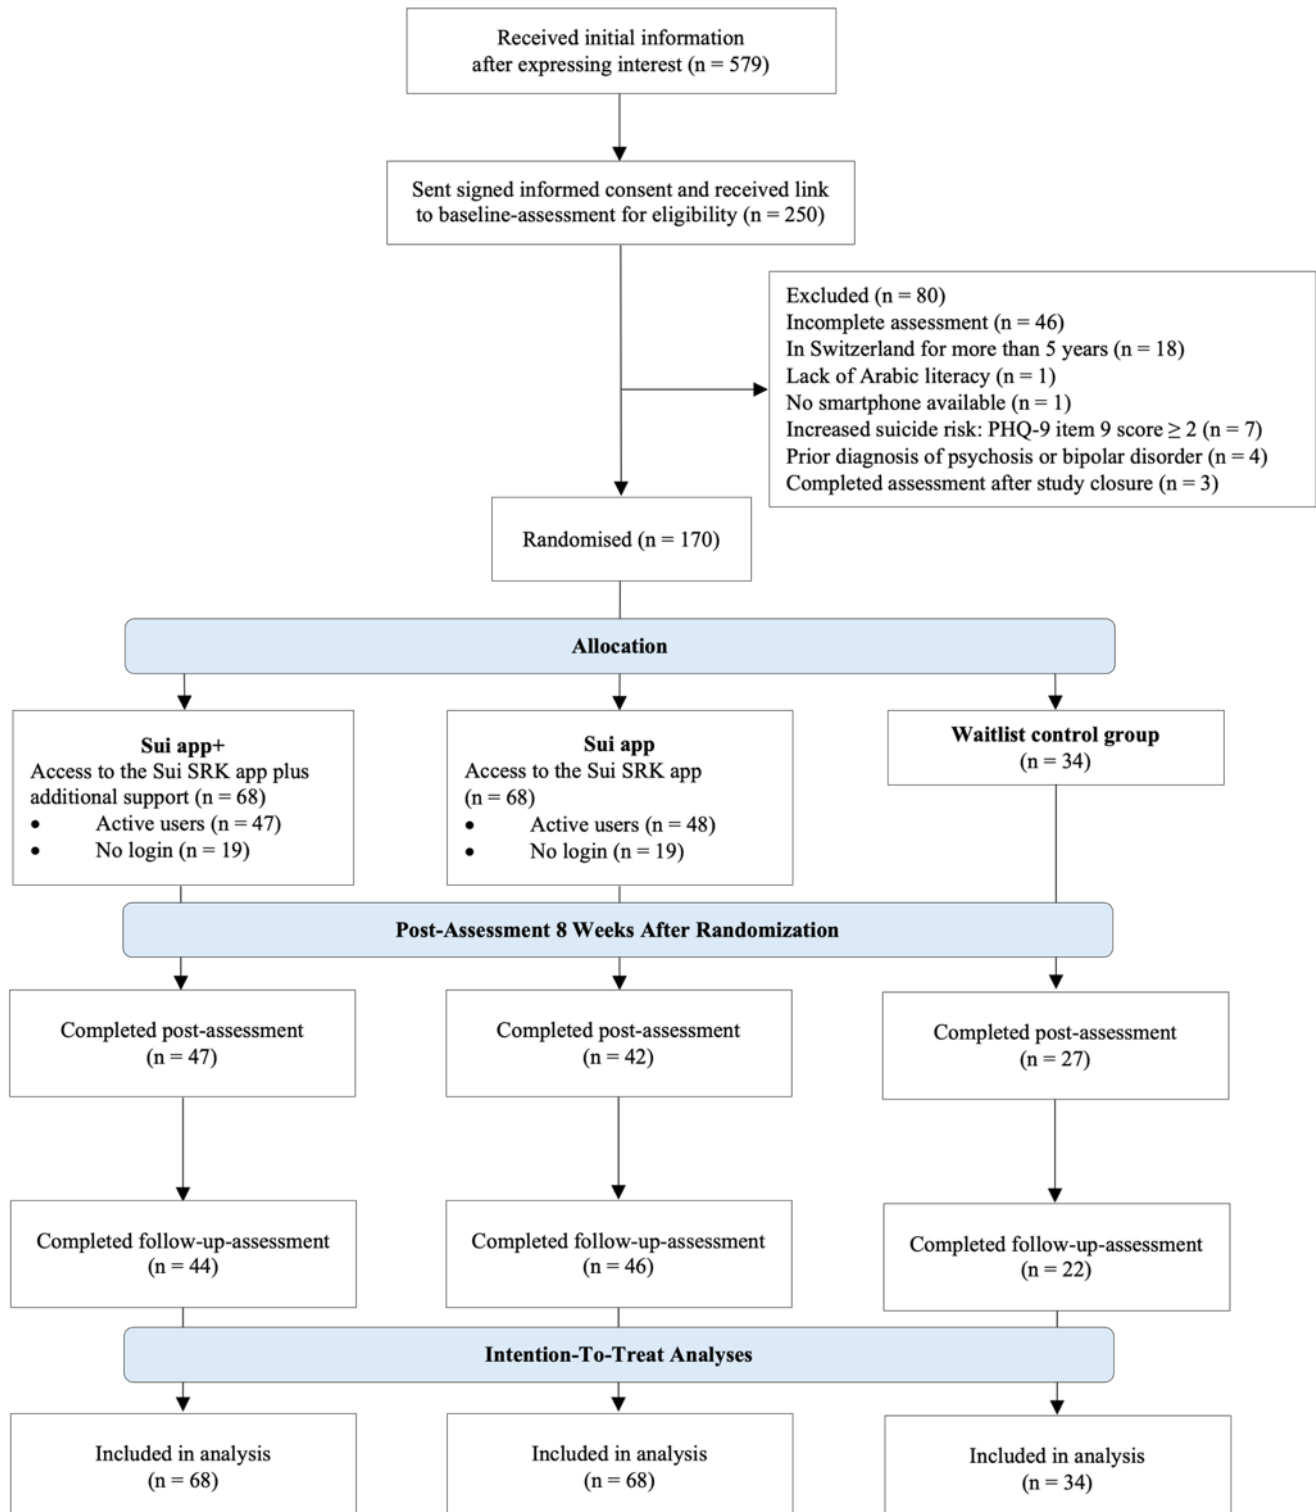 Received initial information
after expressing interest (n = 579)
Sent signed informed consent and received link
to baseline-assessment for eligibility (n = 250)
Excluded (n = 80)
Incomplete assessment (n = 46)
In Switzerland for more than 5 years (n = 18)
Lack of Arabic literacy (n = 1)
No smartphone available (n = 1)
Increased suicide risk: PHQ-9 item 9 score ≥ 2 (n = 7)
Prior diagnosis of psychosis or bipolar disorder (n = 4)
Completed assessment after study closure (n = 3)
Randomised (n = 170)
Allocation
Sui app+
Access to the Sui SRK app plus
additional support (n = 68)
• Active users (n = 47)
• No login (n = 19)
Sui app
Access to the Sui SRK app
(n = 68)
• Active users (n = 48)
• No login (n = 19)
Waitlist control group
(n = 34)
Post-Assessment 8 Weeks After Randomization
Completed post-assessment
(n = 47)
Completed post-assessment
(n = 42)
Completed post-assessment
(n = 27)
Completed follow-up-assessment
(n = 44)
Completed follow-up-assessment
(n = 46)
Completed follow-up-assessment
(n = 22)
Intention-To-Treat Analyses
Included in analysis
(n = 68)
Included in analysis
(n = 68)
Included in analysis
(n = 34)